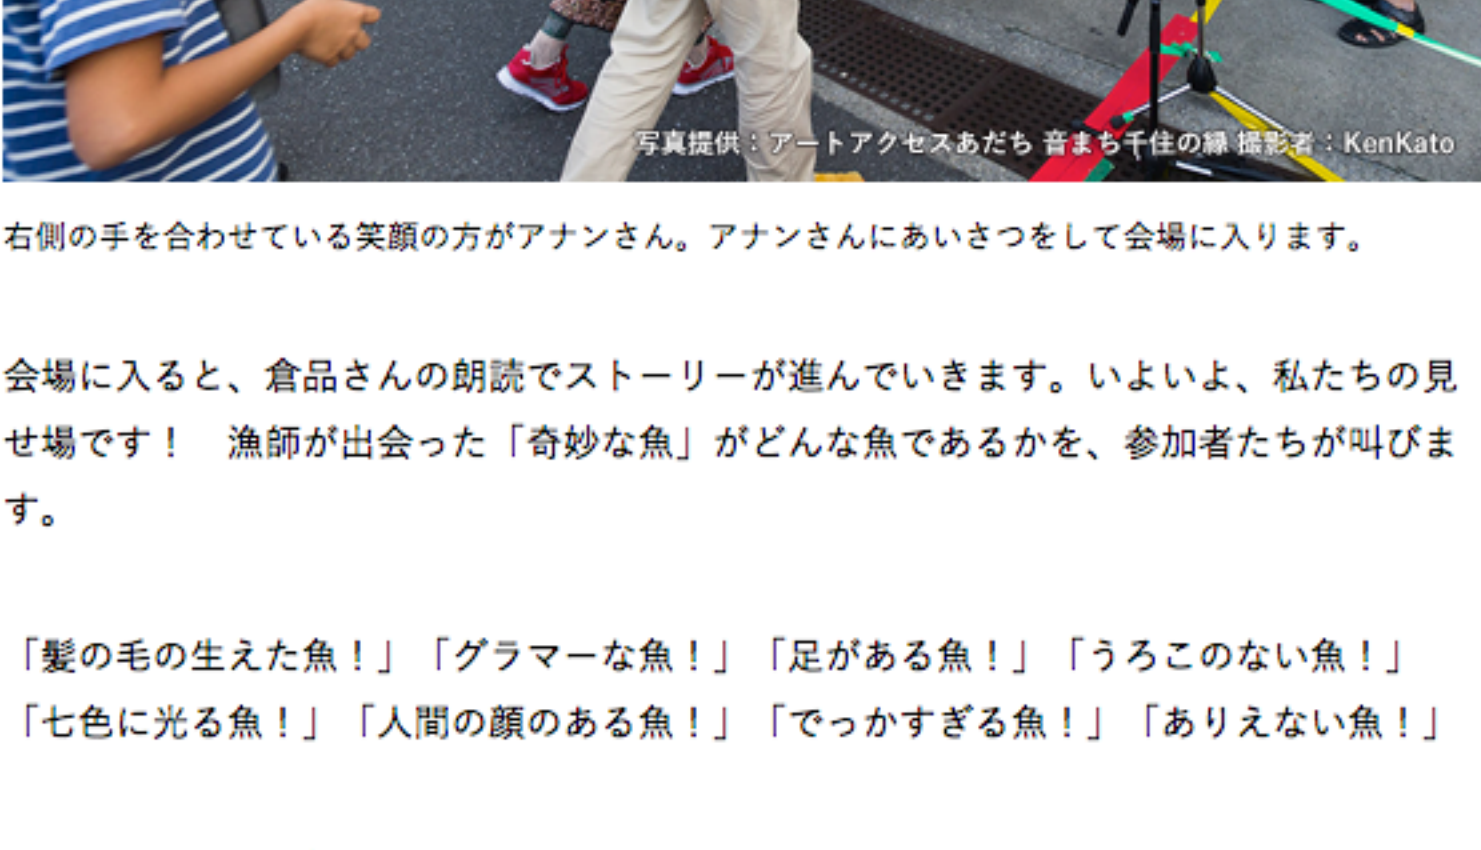 写真提供：アートアクセスあだち 音まち千住の縁 撮影者：KenKato
右側の手を合わせている笑顔の方がアナンさん。アナンさんにあいさつをして会場に入ります。
会場に入ると、倉品さんの朗読でストーリーが進んでいきます。いよいよ、私たちの見
せ場です！　漁師が出会った「奇妙な魚」がどんな魚であるかを、参加者たちが叫びま
す。
「髪の毛の生えた魚！」「グラマーな魚！」「足がある魚！」「うろこのない魚！」
「七色に光る魚！」「人間の顔のある魚！」「でっかすぎる魚！」「ありえない魚！」